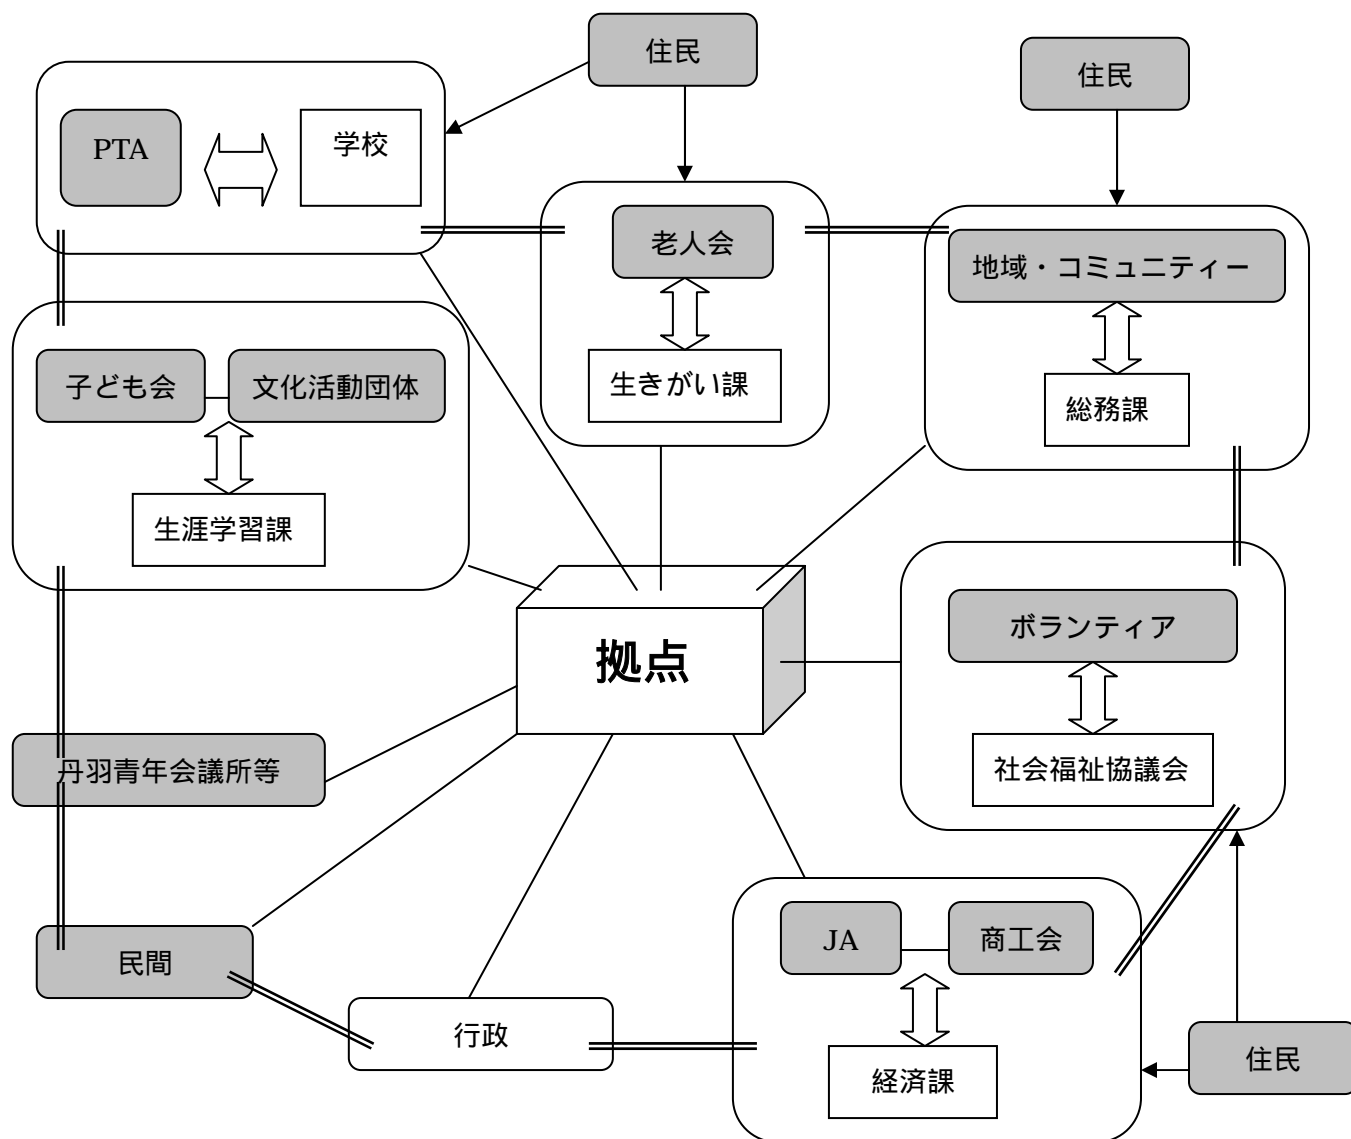 住民
住民
PTA
学校
老人会
地域・コミュニティー
子ども会
文化活動団体
生きがい課
総務課
生涯学習課
ボランティア
拠点
丹羽青年会議所等
社会福祉協議会
JA
商工会
民間
行政
経済課
住民